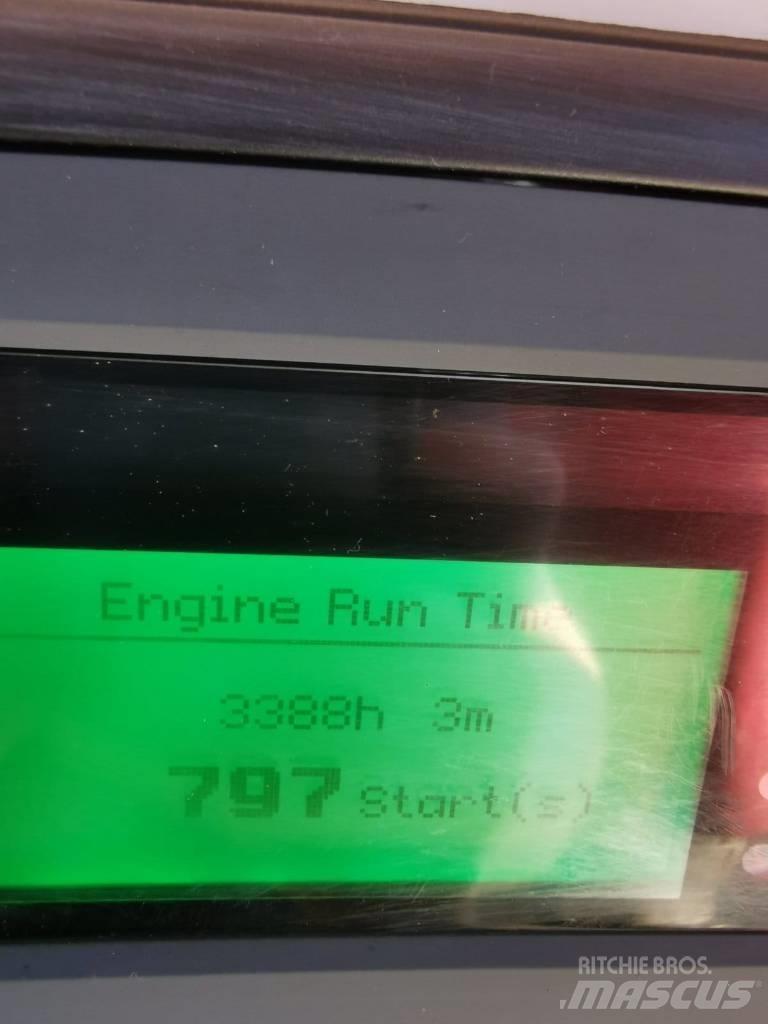 Engine Run Time
3388h 3m
797 Start(s)
RITCHIE BROS.
MASCUS